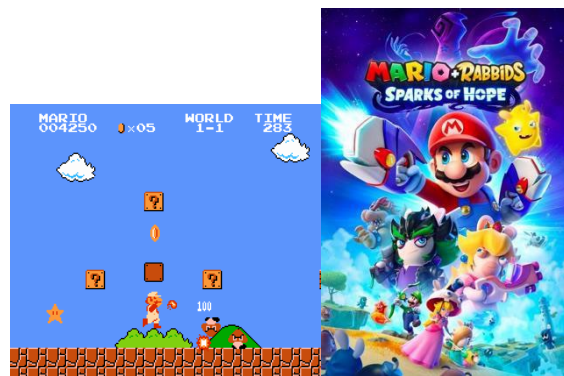 MARIO WORLD TIME
004250 ×05 1-1 283
?
? ?
100
MARIO + RABBIDS
SPARKS OF HOPE
M